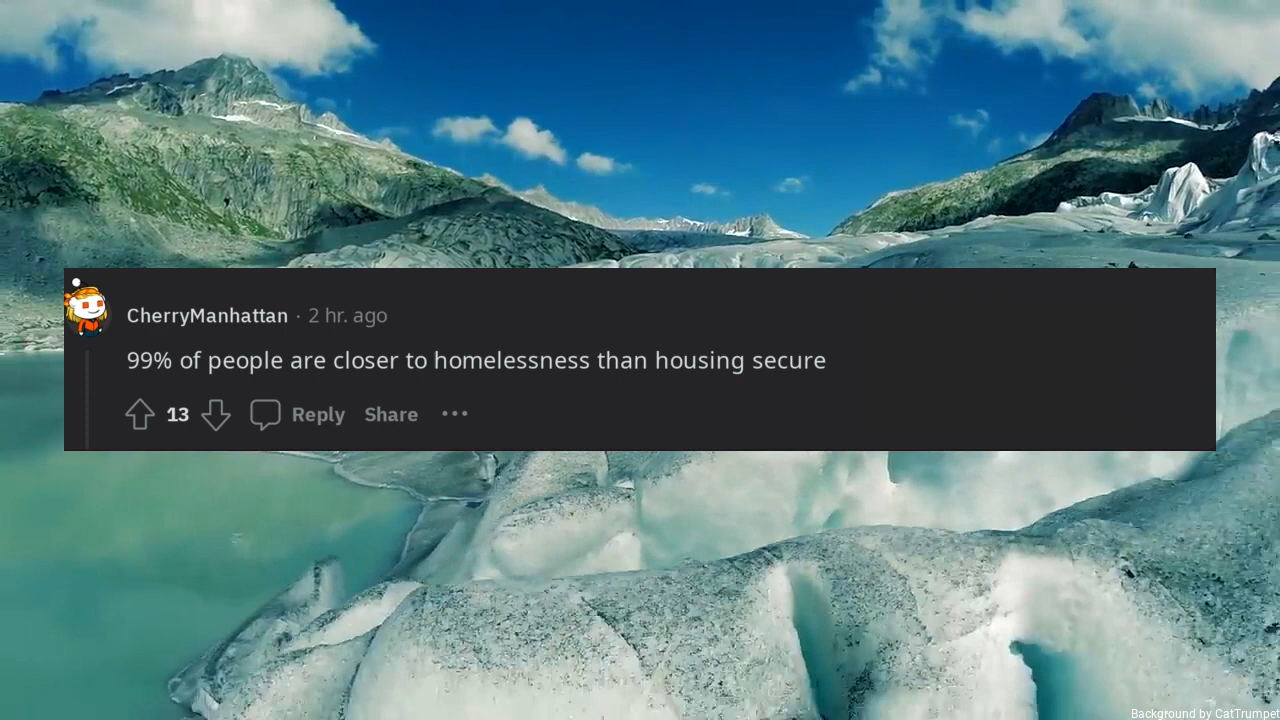 CherryManhattan · 2 hr. ago
99% of people are closer to homelessness than housing secure
13 Reply Share ···
Background by CatTrumpet